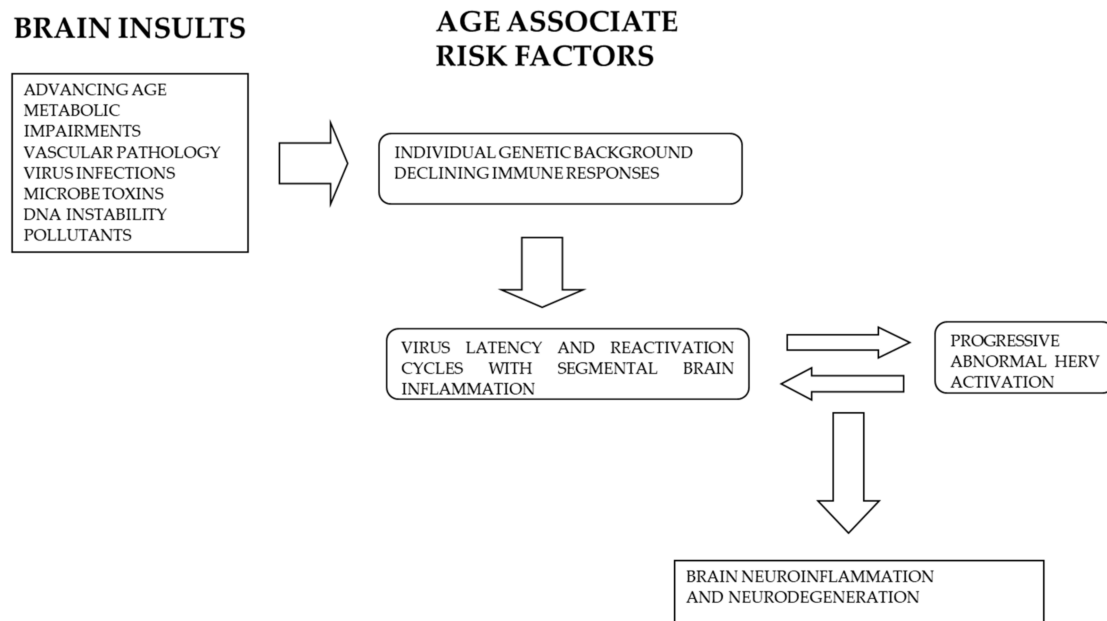 BRAIN INSULTS
AGE ASSOCIATE
RISK FACTORS
ADVANCING AGE
METABOLIC
IMPAIRMENTS
VASCULAR PATHOLOGY
VIRUS INFECTIONS
MICROBE TOXINS
DNA INSTABILITY
POLLUTANTS
INDIVIDUAL GENETIC BACKGROUND
DECLINING IMMUNE RESPONSES
VIRUS LATENCY AND REACTIVATION
CYCLES WITH SEGMENTAL BRAIN
INFLAMMATION
PROGRESSIVE
ABNORMAL HERV
ACTIVATION
BRAIN NEUROINFLAMMATION
AND NEURODEGENERATION